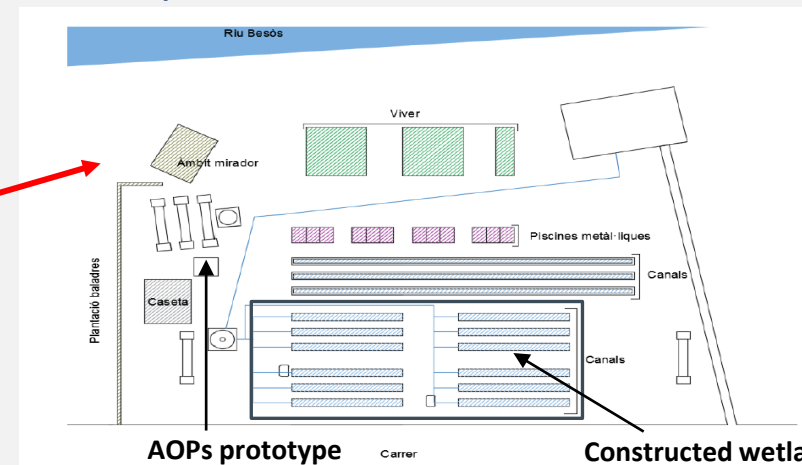 Riu Besòs
Viver
Àmbit mirador
Piscines metàl·liques
Canals
Plantació baladres
Caseta
Canals
AOPs prototype
Carrer
Constructed wetla